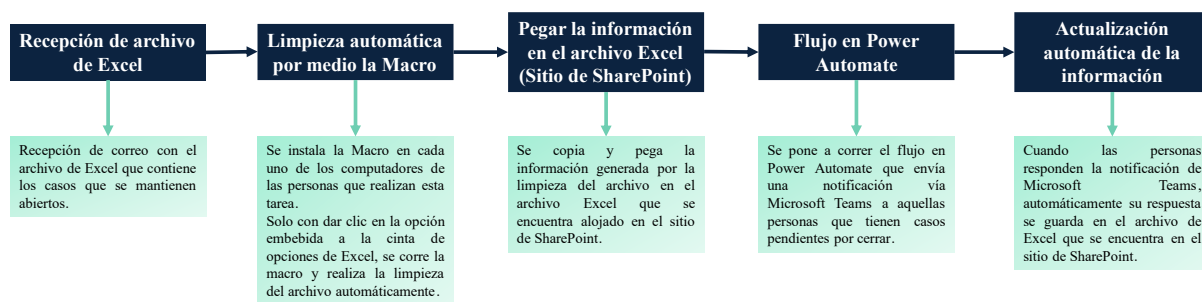 Recepción de archivo
de Excel
Limpieza automática
por medio la Macro
Pegar la información
en el archivo Excel
(Sitio de SharePoint)
Flujo en Power
Automate
Actualización
automática de la
información
Recepción de correo con el
archivo de Excel que contiene
los casos que se mantienen
abiertos.
Se instala la Macro en cada
uno de los computadores de
las personas que realizan esta
tarea.
Solo con dar clic en la opción
embebida a la cinta de
opciones de Excel, se corre la
macro y realiza la limpieza
del archivo automáticamente.
Se copia y pega la
información generada por la
limpieza del archivo en el
archivo Excel que se
encuentra alojado en el sitio
de SharePoint.
Se pone a correr el flujo en
Power Automate que envía
una notificación vía
Microsoft Teams a aquellas
personas que tienen casos
pendientes por cerrar.
Cuando las personas
responden la notificación de
Microsoft Teams,
automáticamente su respuesta
se guarda en el archivo de
Excel que se encuentra en el
sitio de SharePoint.